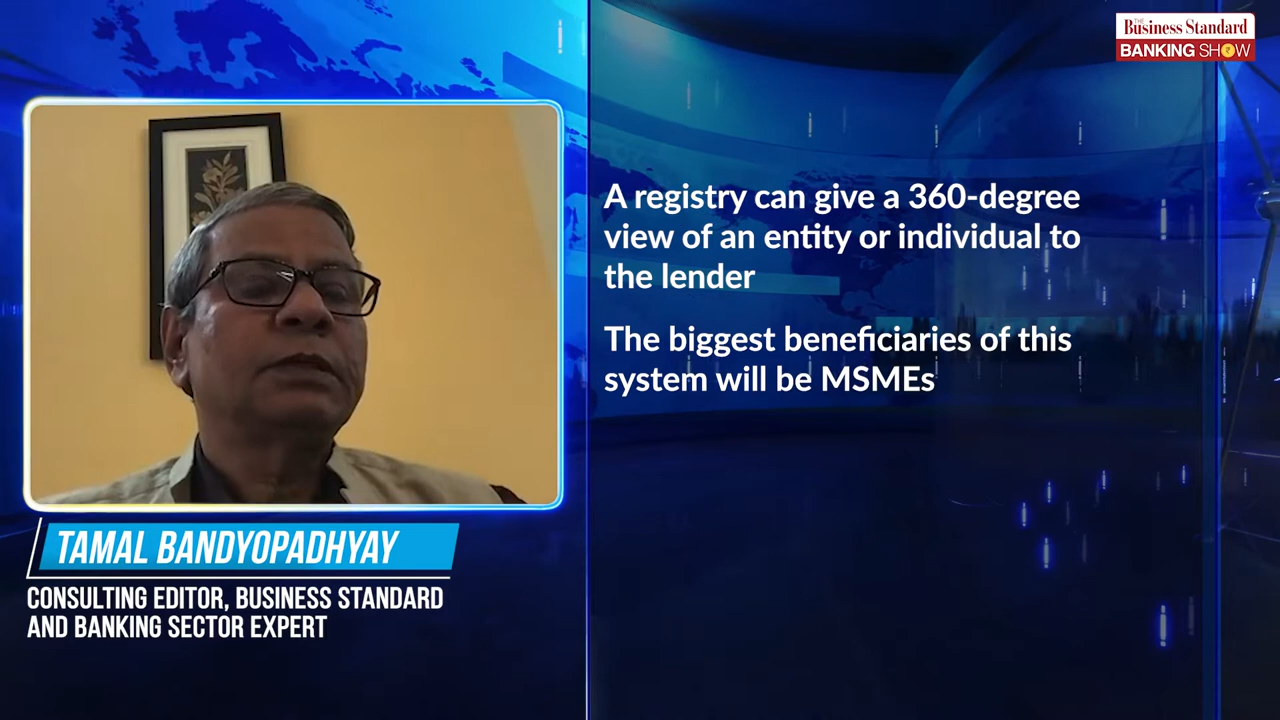 THE
Business Standard
BANKING SHOW
A registry can give a 360-degree
view of an entity or individual to
the lender
The biggest beneficiaries of this
system will be MSMEs
TAMAL BANDYOPADHYAY
CONSULTING EDITOR, BUSINESS STANDARD
AND BANKING SECTOR EXPERT